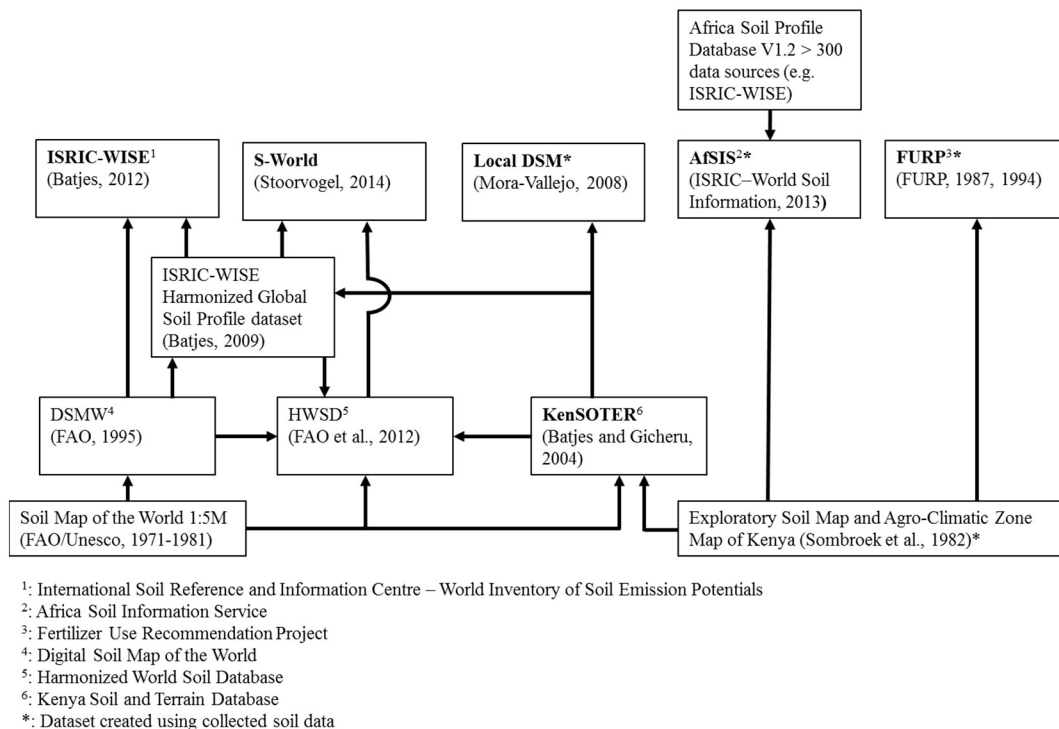 Africa Soil Profile
Database V1.2 > 300
data sources (e.g.
ISRIC-WISE)
ISRIC-WISE¹
(Batjes, 2012)
S-World
(Stoorvogel, 2014)
Local DSM*
(Mora-Vallejo, 2008)
AfSIS²*
(ISRIC–World Soil
Information, 2013)
FURP³*
(FURP, 1987, 1994)
ISRIC-WISE
Harmonized Global
Soil Profile dataset
(Batjes, 2009)
DSMW⁴
(FAO, 1995)
HWSD⁵
(FAO et al., 2012)
KenSOTER⁶
(Batjes and Gicheru,
2004)
Soil Map of the World 1:5M
(FAO/Unesco, 1971-1981)
Exploratory Soil Map and Agro-Climatic Zone
Map of Kenya (Sombroek et al., 1982)*
¹: International Soil Reference and Information Centre – World Inventory of Soil Emission Potentials
²: Africa Soil Information Service
³: Fertilizer Use Recommendation Project
⁴: Digital Soil Map of the World
⁵: Harmonized World Soil Database
⁶: Kenya Soil and Terrain Database
*: Dataset created using collected soil data